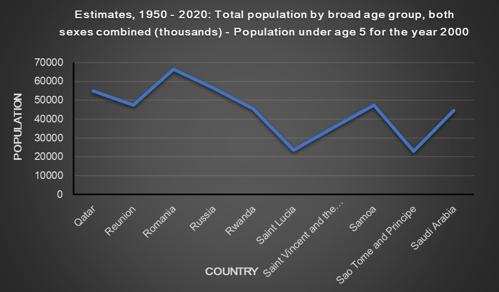 Estimates, 1950 - 2020: Total population by broad age group, both
sexes combined (thousands) - Population under age 5 for the year 2000
POPULATION
70000
60000
50000
40000
30000
20000
10000
0
Qatar
Reunion
Romania
Russia
Rwanda
Saint Lucia
Saint Vincent and the...
Samoa
Sao Tome and Principe
Saudi Arabia
COUNTRY